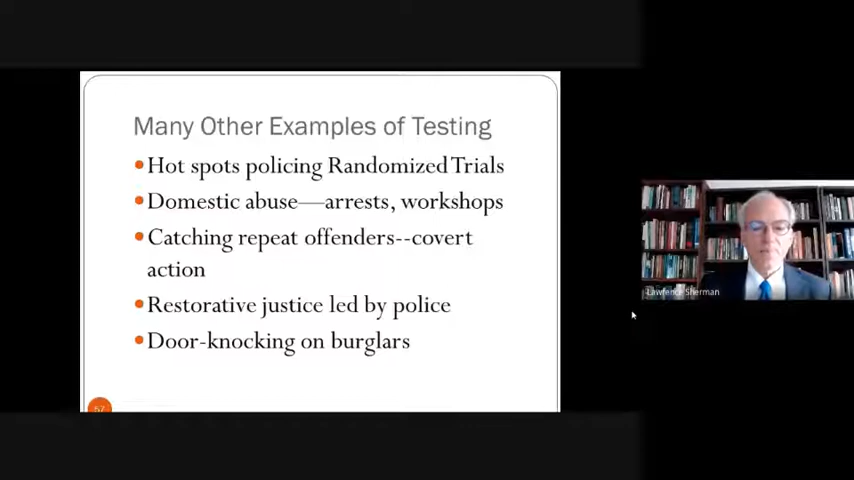 Many Other Examples of Testing
•Hot spots policing Randomized Trials
•Domestic abuse—arrests, workshops
•Catching repeat offenders--covert
action
•Restorative justice led by police
•Door-knocking on burglars
57
Lawrence Sherman